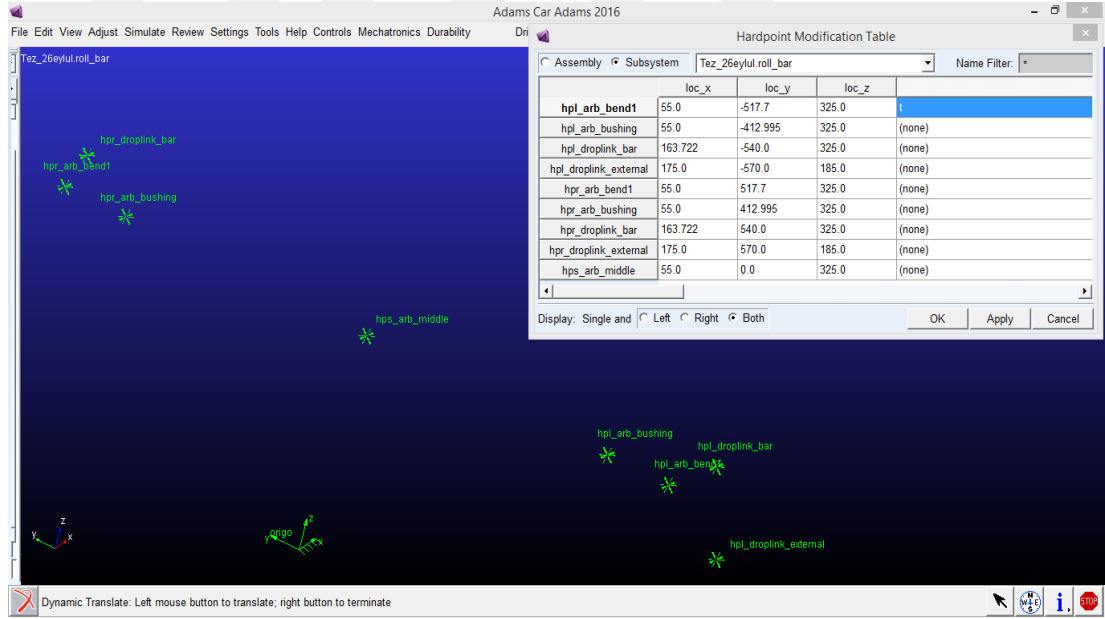 Adams Car Adams 2016
File Edit View Adjust Simulate Review Settings Tools Help Controls Mechatronics Durability
Hardpoint Modification Table
Tez_26eylul.roll_bar
Assembly Subsystem Tez_26eylul.roll_bar Name Filter: *
loc_x loc_y loc_z
hpl_arb_bend1 55.0 -517.7 325.0 t
hpl_arb_bushing 55.0 -412.995 325.0 (none)
hpl_droplink_bar 163.722 -540.0 325.0 (none)
hpl_droplink_external 175.0 -570.0 185.0 (none)
hpr_arb_bend1 55.0 517.7 325.0 (none)
hpr_arb_bushing 55.0 412.995 325.0 (none)
hpr_droplink_bar 163.722 540.0 325.0 (none)
hpr_droplink_external 175.0 570.0 185.0 (none)
hps_arb_middle 55.0 0.0 325.0 (none)
Display: Single and Left Right Both OK Apply Cancel
hpr_droplink_bar
hpr_arb_bend1
hpr_arb_bushing
hps_arb_middle
hpl_arb_bushing
hpl_droplink_bar
hpl_arb_bend1
hpl_droplink_external
z
y x
z
y origo x
Dynamic Translate: Left mouse button to translate; right button to terminate
N
W E
S
i
STOP